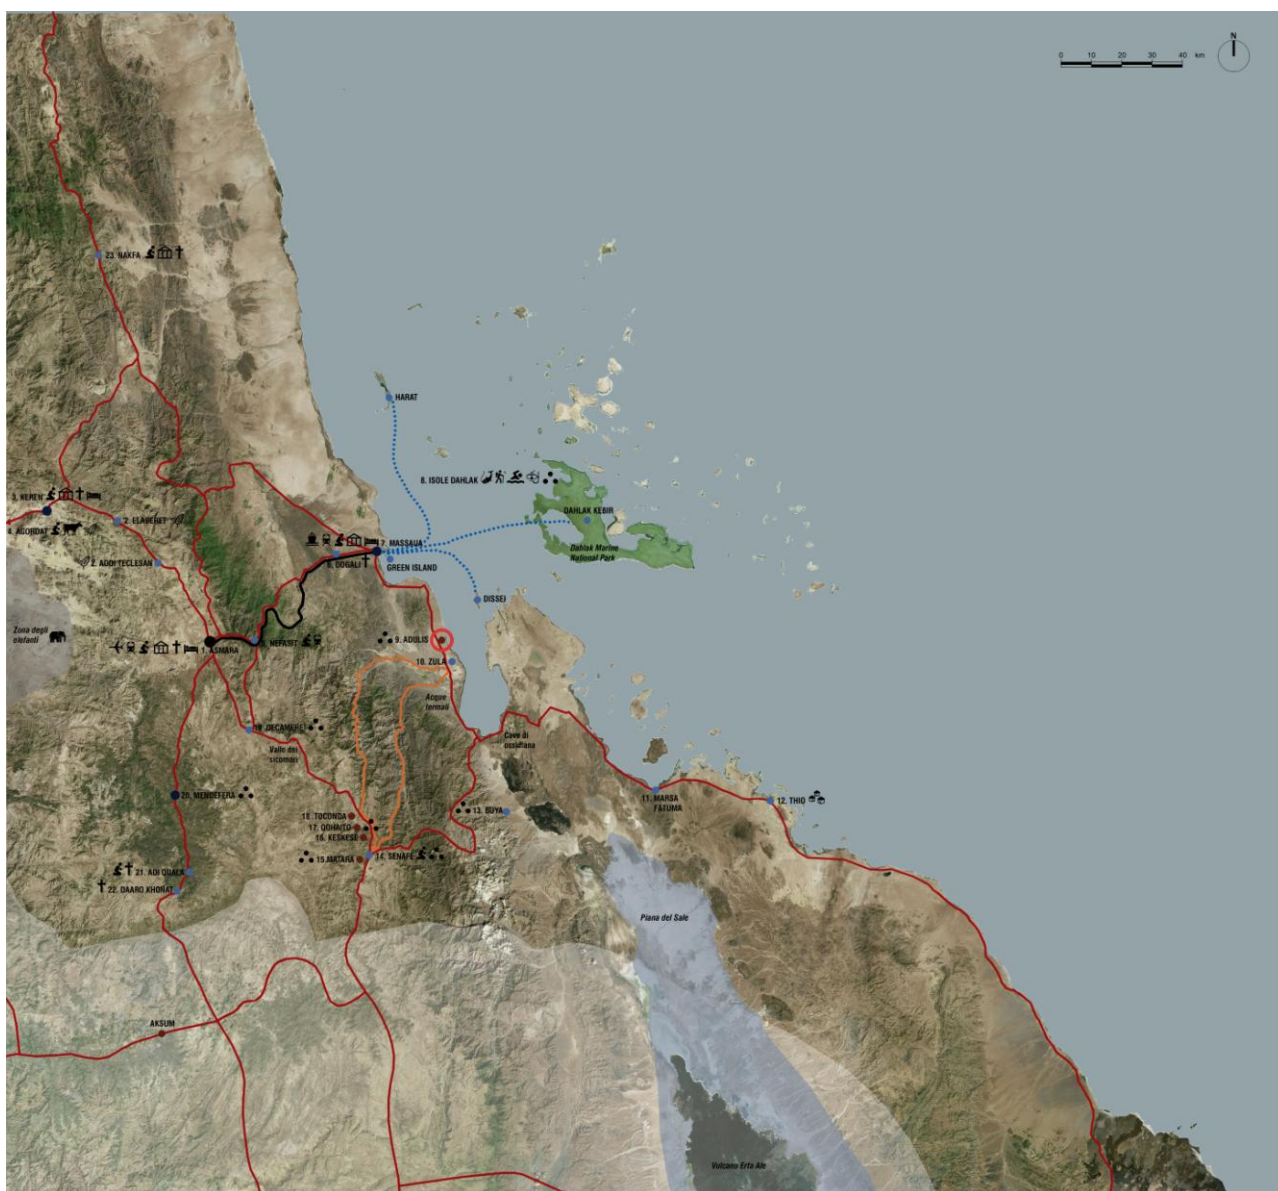 N
0 10 20 30 40 km
23. NAKFA
HARAT
8. ISOLE DAHLAK
3. KEREN
DAHLAK KEBIR
2. ELABERET
4. AGORDAT
7. MASSAUA
Dahlak Marine
National Park
2. ADDI TECLESAN
6. DOGALI
GREEN ISLAND
DISSEI
Zona degli
elefanti
1. ASMARA
5. NEFASIT
9. ADULIS
10. ZULA
Acque
termali
19. DECAMERE
Valle dei
sicomori
Cave di
ossidiana
20. MENDEFERA
11. MARSA
FATUMA
12. THIO
13. BUYA
18. TOCONDA
17. QOHAITO
16. KESKESE
15. MATARA
14. SENAFE
21. ADI QUALA
22. DAARO KHONAT
Piana del Sale
AKSUM
Vulcano Erta Ale